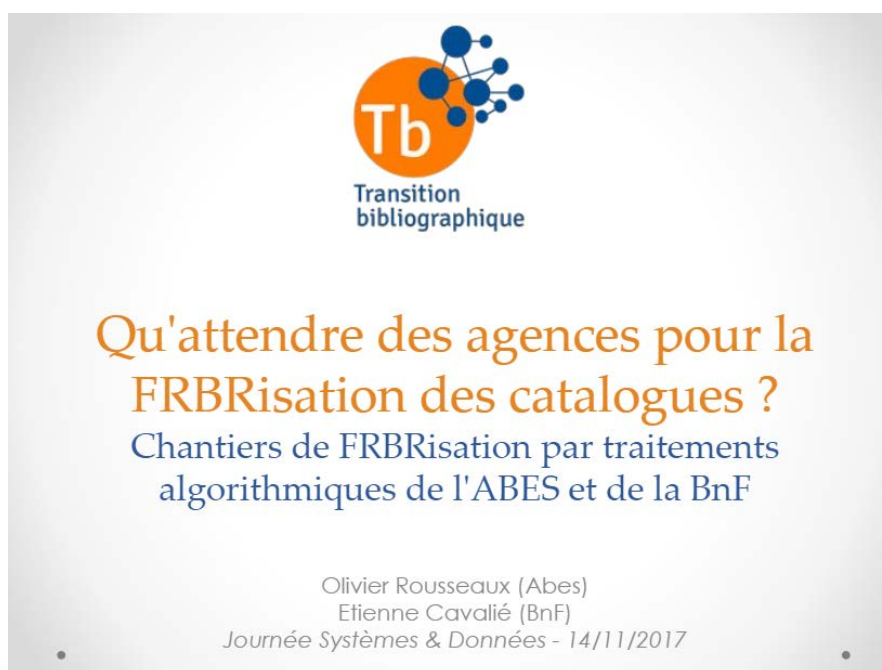 Tb
Transition
bibliographique
Qu'attendre des agences pour la
FRBRisation des catalogues ?
Chantiers de FRBRisation par traitements
algorithmiques de l'ABES et de la BnF
Olivier Rousseaux (Abes)
Etienne Cavalié (BnF)
Journée Systèmes & Données - 14/11/2017